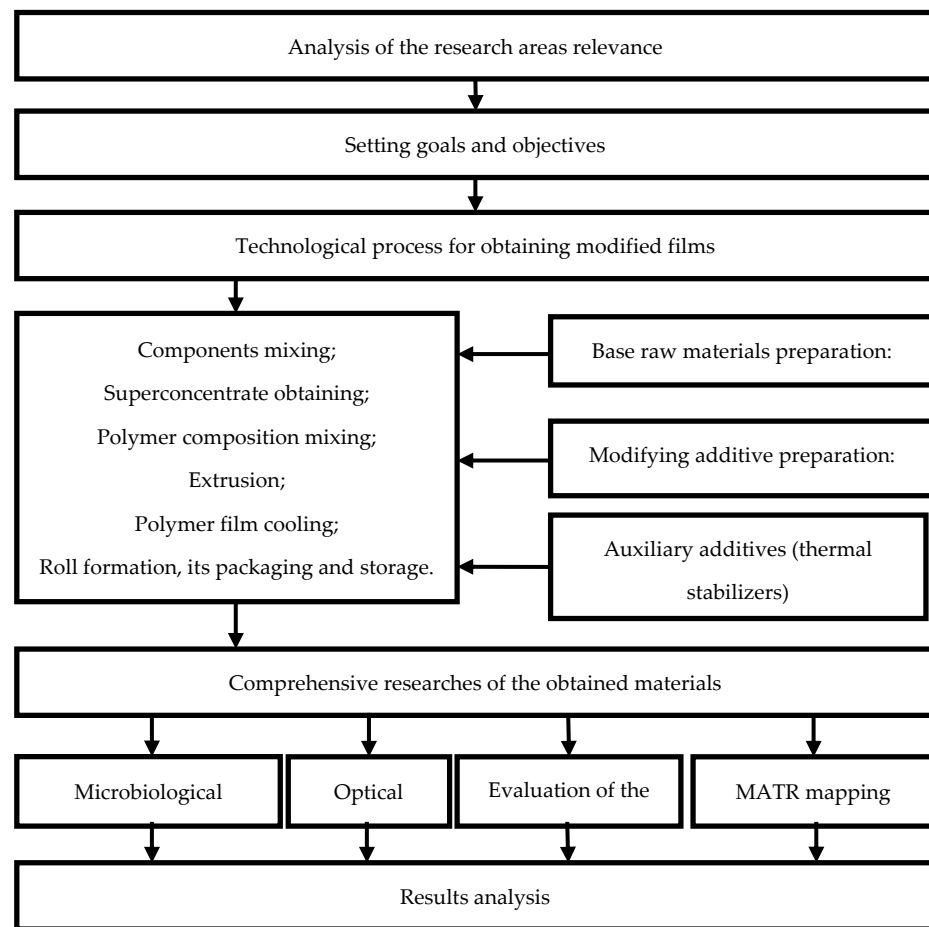 Analysis of the research areas relevance
Setting goals and objectives
Technological process for obtaining modified films
Components mixing;
Superconcentrate obtaining;
Polymer composition mixing;
Extrusion;
Polymer film cooling;
Roll formation, its packaging and storage.
Base raw materials preparation:
Modifying additive preparation:
Auxiliary additives (thermal
stabilizers)
Comprehensive researches of the obtained materials
Microbiological
Optical
Evaluation of the
MATR mapping
Results analysis